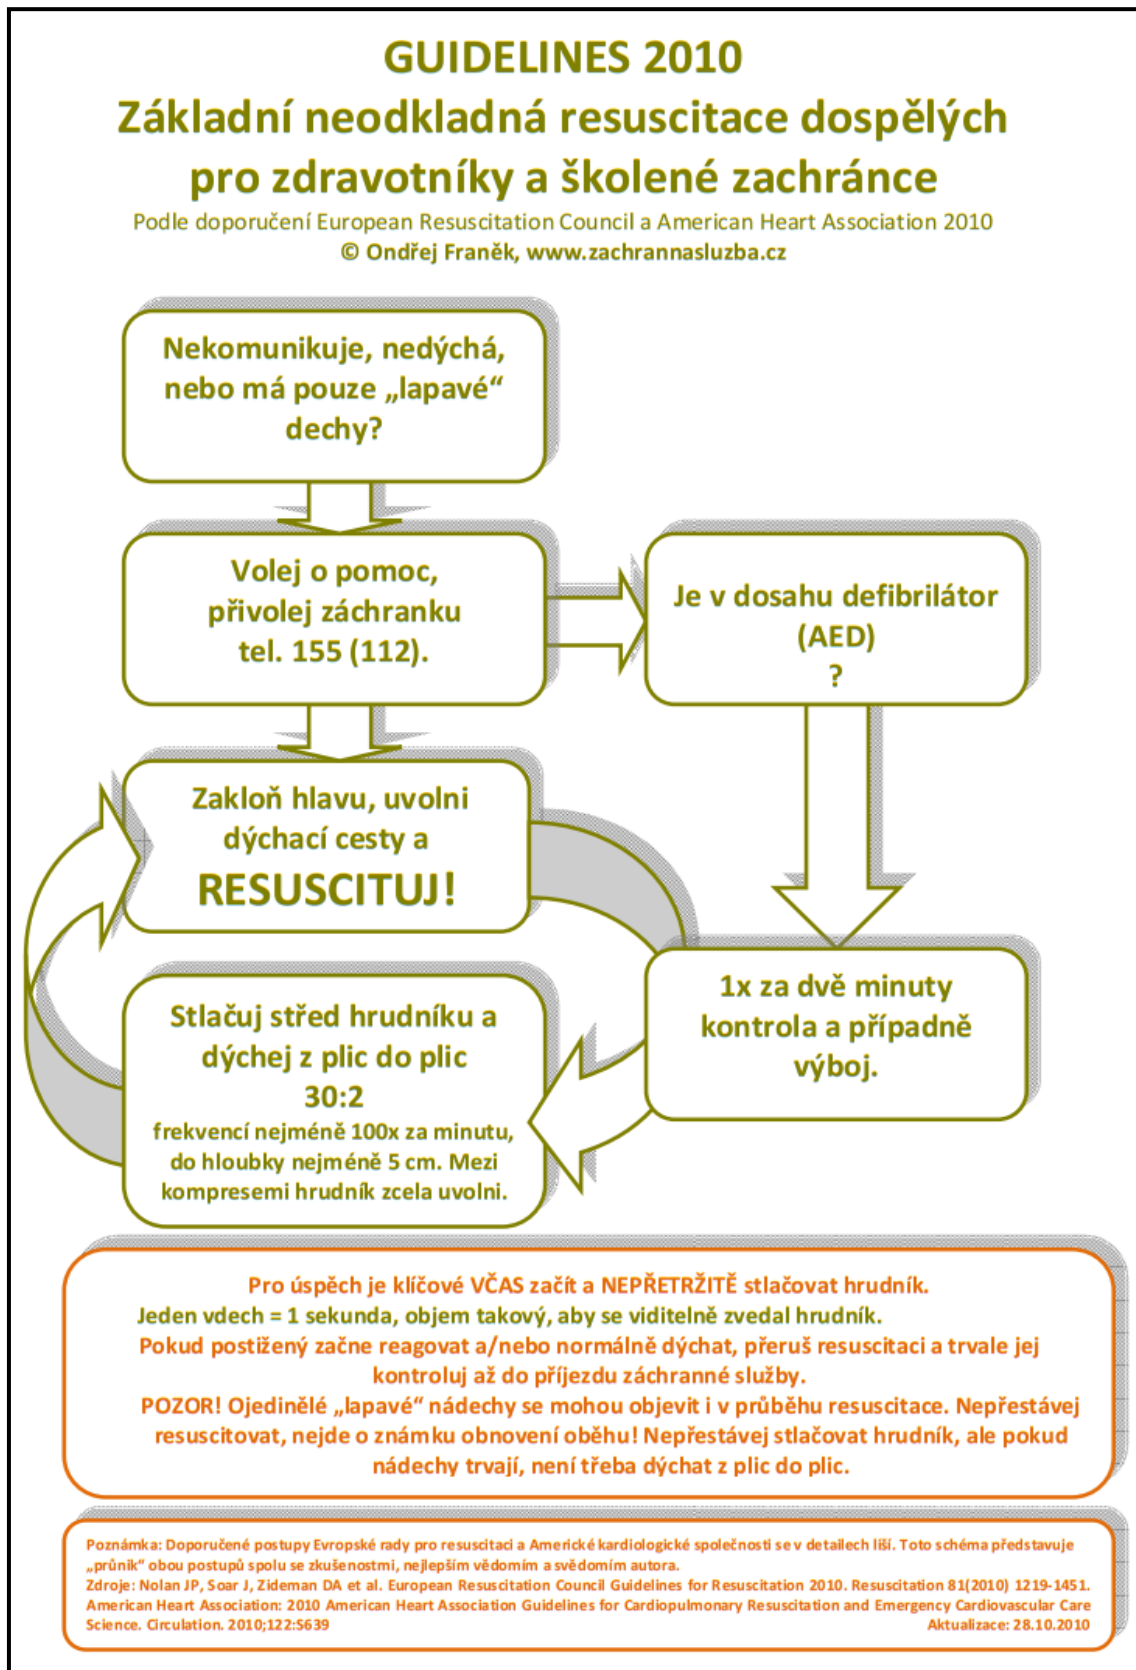 GUIDELINES 2010
Základní neodkladná resuscitace dospělých
pro zdravotníky a školené zachránce
Podle doporučení European Resuscitation Council a American Heart Association 2010
© Ondřej Franěk, www.zachrannasluzba.cz
Nekomunikuje, nedýchá,
nebo má pouze „lapavé“
dechy?
Volej o pomoc,
přivolej záchranku
tel. 155 (112).
Je v dosahu defibrilátor
(AED)
?
Zakloň hlavu, uvolni
dýchací cesty a
RESUSCITUJ!
1x za dvě minuty
kontrola a případně
výboj.
Stlačuj střed hrudníku a
dýchej z plic do plic
30:2
frekvencí nejméně 100x za minutu,
do hloubky nejméně 5 cm. Mezi
kompresemi hrudník zcela uvolni.
Pro úspěch je klíčové VČAS začít a NEPŘETRŽITĚ stlačovat hrudník.
Jeden vdech = 1 sekunda, objem takový, aby se viditelně zvedal hrudník.
Pokud postižený začne reagovat a/nebo normálně dýchat, přeruš resuscitaci a trvale jej
kontroluj až do příjezdu záchranné služby.
POZOR! Ojedinělé „lapavé“ nádechy se mohou objevit i v průběhu resuscitace. Nepřestávej
resuscitovat, nejde o známku obnovení oběhu! Nepřestávej stlačovat hrudník, ale pokud
nádechy trvají, není třeba dýchat z plic do plic.
Poznámka: Doporučené postupy Evropské rady pro resuscitaci a Americké kardiologické společnosti se v detailech liší. Toto schéma představuje
„průnik“ obou postupů spolu se zkušenostmi, nejlepším vědomím a svědomím autora.
Zdroje: Nolan JP, Soar J, Zideman DA et al. European Resuscitation Council Guidelines for Resuscitation 2010. Resuscitation 81(2010) 1219-1451.
American Heart Association: 2010 American Heart Association Guidelines for Cardiopulmonary Resuscitation and Emergency Cardiovascular Care
Science. Circulation. 2010;122:S639 Aktualizace: 28.10.2010